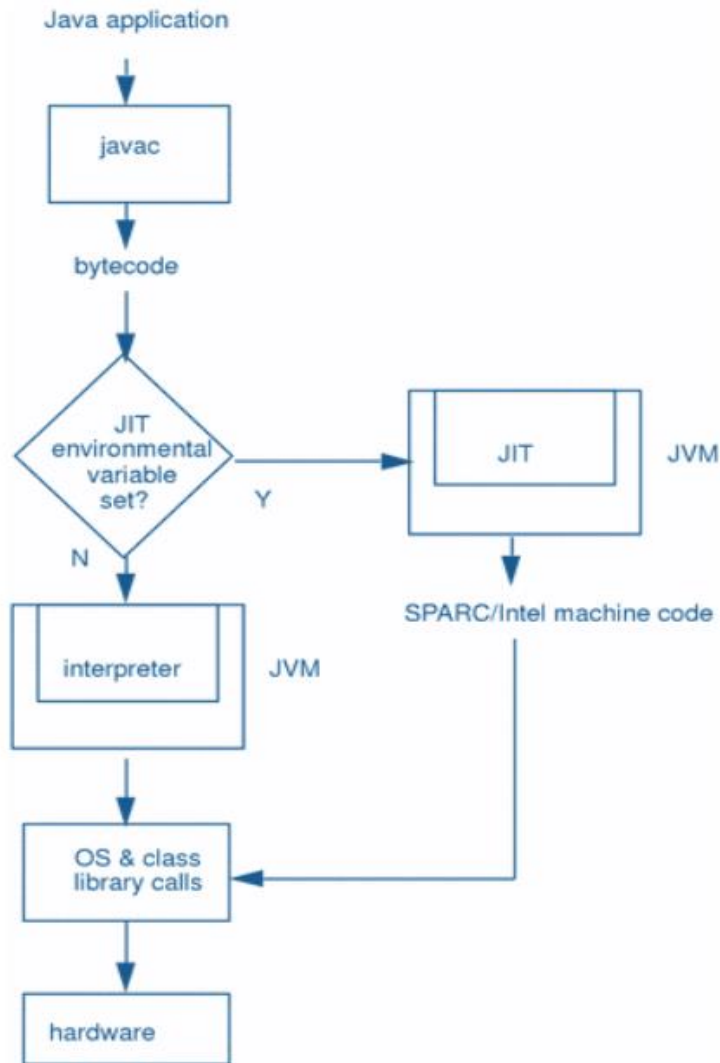 Java application
javac
bytecode
JIT
environmental
variable
set?
Y
N
JIT
JVM
SPARC/Intel machine code
interpreter
JVM
OS & class
library calls
hardware